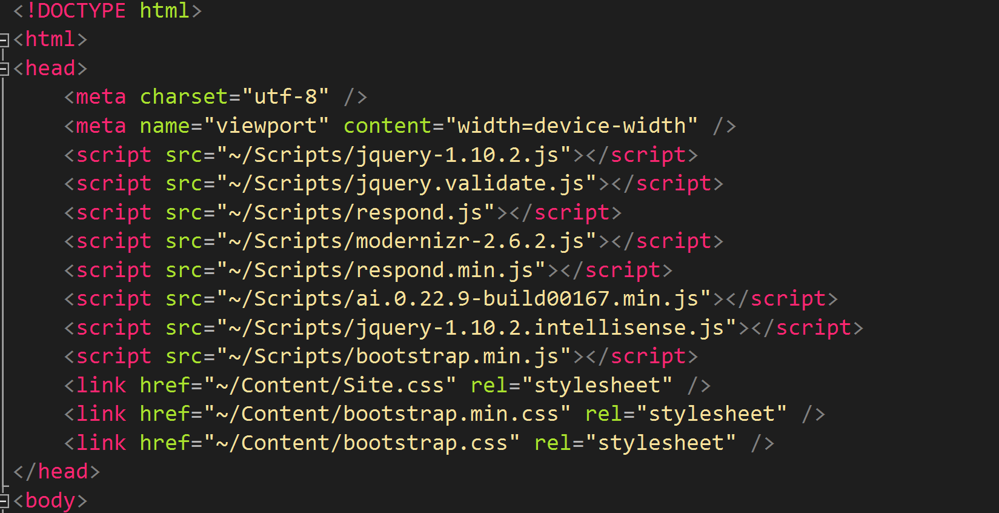 <!DOCTYPE html>
<html>
<head>
    <meta charset="utf-8" />
    <meta name="viewport" content="width=device-width" />
    <script src="~/Scripts/jquery-1.10.2.js"></script>
    <script src="~/Scripts/jquery.validate.js"></script>
    <script src="~/Scripts/respond.js"></script>
    <script src="~/Scripts/modernizr-2.6.2.js"></script>
    <script src="~/Scripts/respond.min.js"></script>
    <script src="~/Scripts/ai.0.22.9-build00167.min.js"></script>
    <script src="~/Scripts/jquery-1.10.2.intellisense.js"></script>
    <script src="~/Scripts/bootstrap.min.js"></script>
    <link href="~/Content/Site.css" rel="stylesheet" />
    <link href="~/Content/bootstrap.min.css" rel="stylesheet" />
    <link href="~/Content/bootstrap.css" rel="stylesheet" />
</head>
<body>